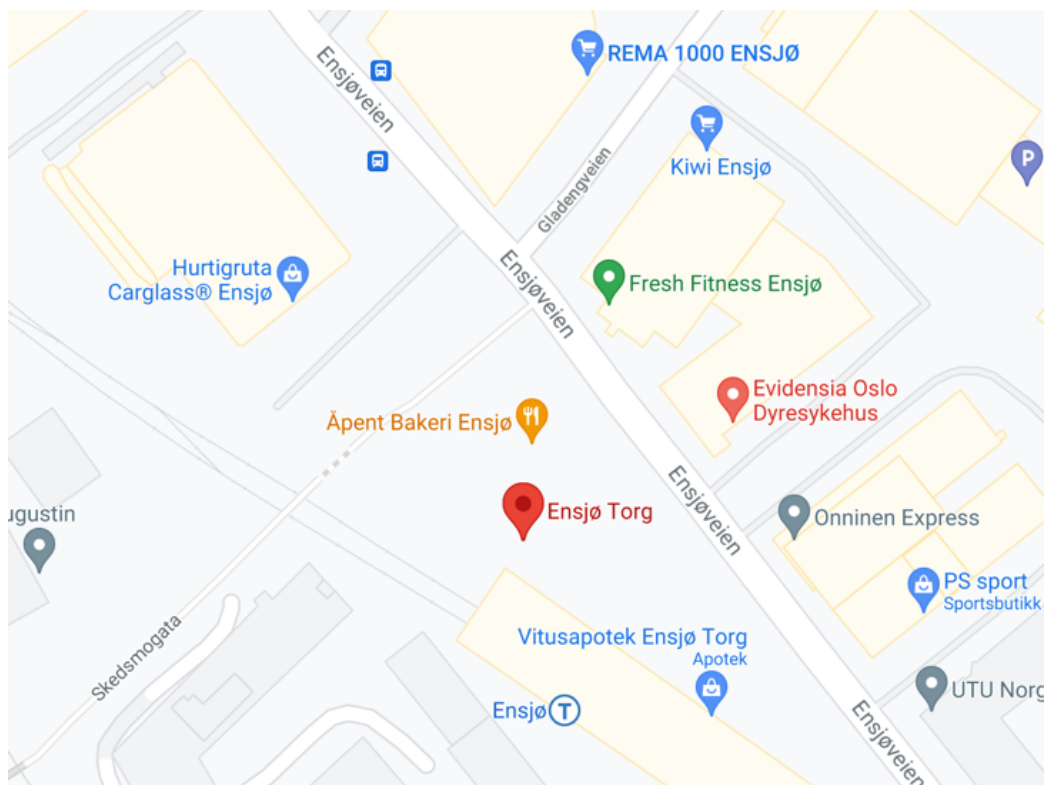 Ensjøveien
REMA 1000 ENSJØ
Kiwi Ensjø
P
Gladengveien
Hurtigruta
Carglass® Ensjø
Ensjøveien
Fresh Fitness Ensjø
Evidensia Oslo
Dyresykehus
Åpent Bakeri Ensjø
Ensjø Torg
Ensjøveien
Onninen Express
ugustin
PS sport
Sportsbutikk
Vitusapotek Ensjø Torg
Apotek
Skedsmogata
Ensjø T
UTU Norg
Ensjøveien